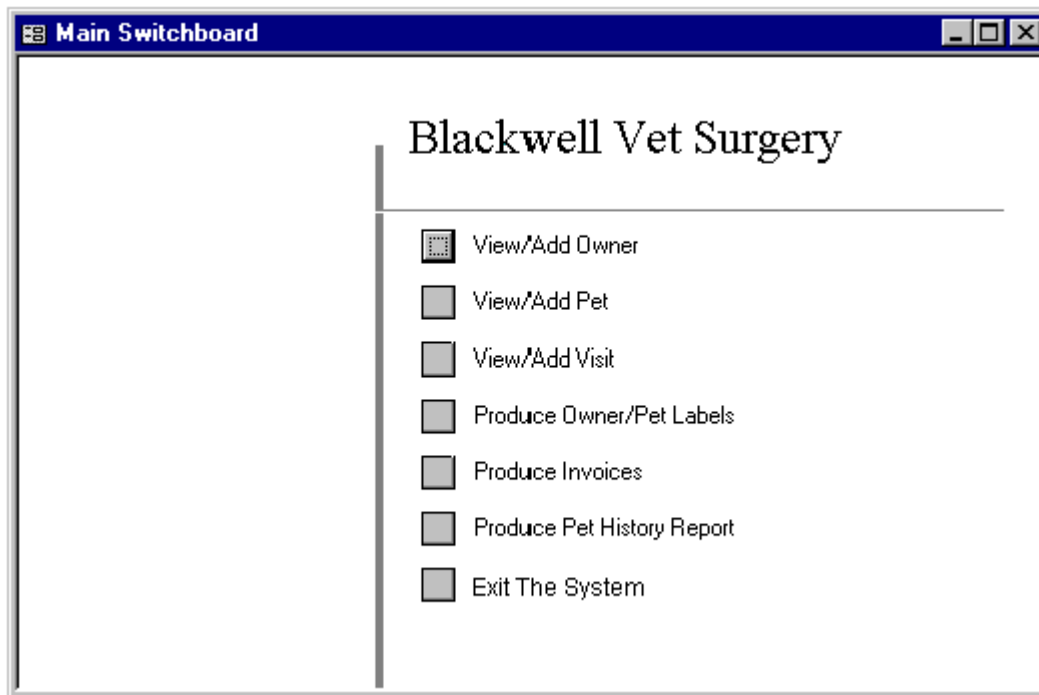 Main Switchboard
Blackwell Vet Surgery
View/Add Owner
View/Add Pet
View/Add Visit
Produce Owner/Pet Labels
Produce Invoices
Produce Pet History Report
Exit The System